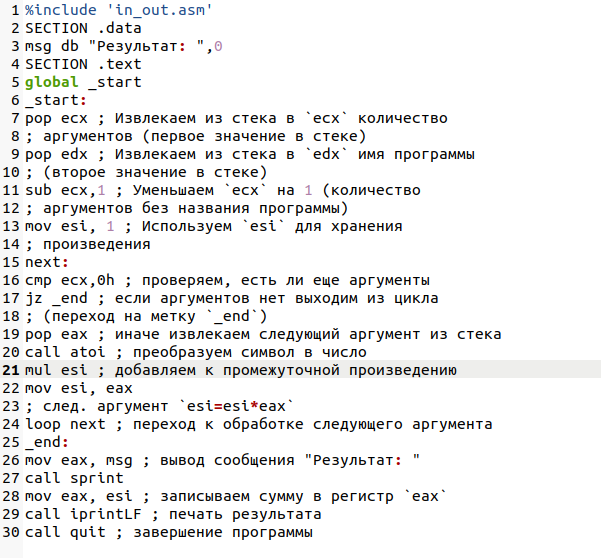 1 %include 'in_out.asm'
2 SECTION .data
3 msg db "Результат: ",0
4 SECTION .text
5 global _start
6 _start:
7 pop ecx ; Извлекаем из стека в `ecx` количество
8 ; аргументов (первое значение в стеке)
9 pop edx ; Извлекаем из стека в `edx` имя программы
10 ; (второе значение в стеке)
11 sub ecx,1 ; Уменьшаем `ecx` на 1 (количество
12 ; аргументов без названия программы)
13 mov esi, 1 ; Используем `esi` для хранения
14 ; произведения
15 next:
16 cmp ecx,0h ; проверяем, есть ли еще аргументы
17 jz _end ; если аргументов нет выходим из цикла
18 ; (переход на метку `_end`)
19 pop eax ; иначе извлекаем следующий аргумент из стека
20 call atoi ; преобразуем символ в число
21 mul esi ; добавляем к промежуточной произведению
22 mov esi, eax
23 ; след. аргумент `esi=esi*eax`
24 loop next ; переход к обработке следующего аргумента
25 _end:
26 mov eax, msg ; вывод сообщения "Результат: "
27 call sprint
28 mov eax, esi ; записываем сумму в регистр `eax`
29 call iprintLF ; печать результата
30 call quit ; завершение программы